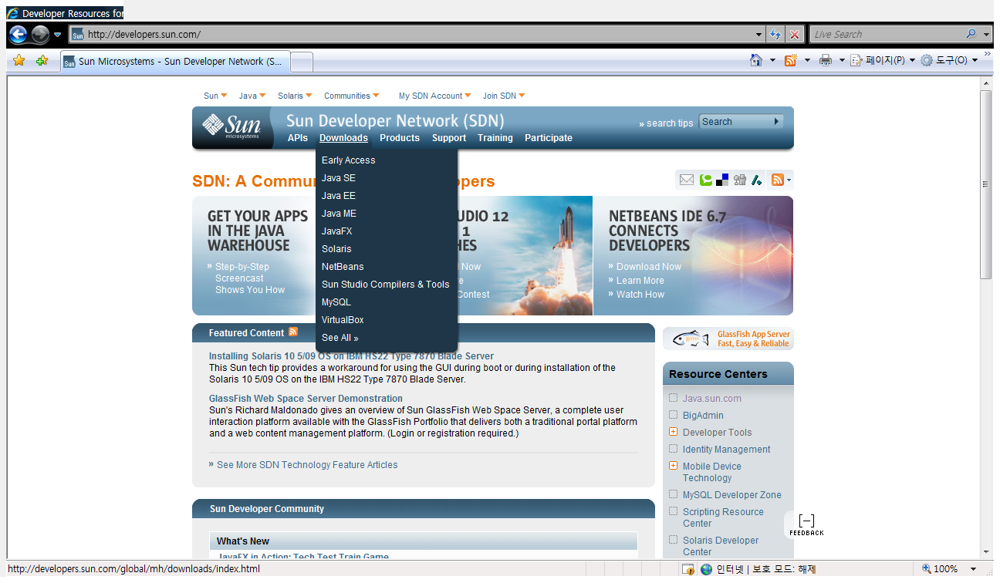 Developer Resources for
http://developers.sun.com/
Live Search
Sun Microsystems - Sun Developer Network (S...
페이지(P)
도구(O)
Sun Java Solaris Communities My SDN Account Join SDN
Sun
microsystems
Sun Developer Network (SDN)
» search tips Search
APIs Downloads Products Support Training Participate
Early Access
Java SE
Java EE
Java ME
JavaFX
Solaris
NetBeans
Sun Studio Compilers & Tools
MySQL
VirtualBox
See All »
SDN: A Commu opers
GET YOUR APPS
IN THE JAVA
WAREHOUSE
» Step-by-Step
Screencast
Shows You How
UDIO 12
1
HES
Now
re
Contest
NETBEANS IDE 6.7
CONNECTS
DEVELOPERS
» Download Now
» Learn More
» Watch How
Featured Content
Installing Solaris 10 5/09 OS on IBM HS22 Type 7870 Blade Server
This Sun tech tip provides a workaround for using the GUI during boot or during installation of the
Solaris 10 5/09 OS on the IBM HS22 Type 7870 Blade Server.
GlassFish Web Space Server Demonstration
Sun's Richard Maldonado gives an overview of Sun GlassFish Web Space Server, a complete user
interaction platform available with the GlassFish Portfolio that delivers both a traditional portal platform
and a web content management platform. (Login or registration required.)
» See More SDN Technology Feature Articles
Sun Developer Community
What's New
JavaFX in Action: Tech Test Train Game
GlassFish App Server
Fast, Easy & Reliable
Resource Centers
Java.sun.com
BigAdmin
Developer Tools
Identity Management
Mobile Device
Technology
MySQL Developer Zone
Scripting Resource
Center
Solaris Developer
Center
[-]
FEEDBACK
http://developers.sun.com/global/mh/downloads/index.html
인터넷 | 보호 모드: 해제
100%